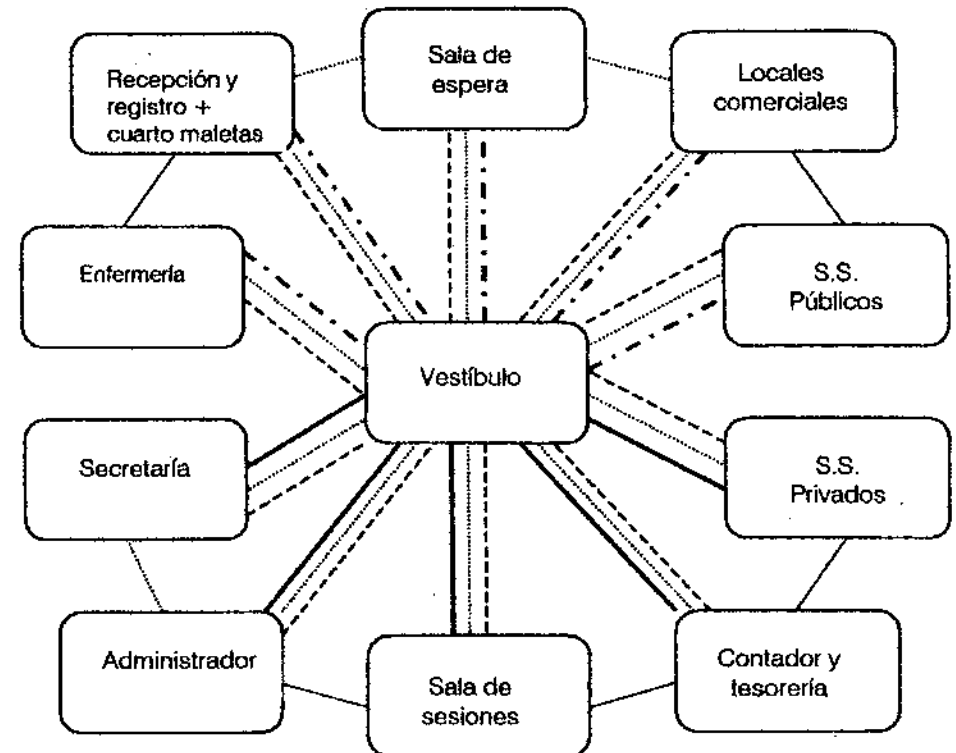 Recepción y
registro +
cuarto maletas
Sala de
espera
Locales
comerciales
Enfermería
S.S.
Públicos
Vestíbulo
Secretaría
S.S.
Privados
Administrador
Sala de
sesiones
Contador y
tesorería